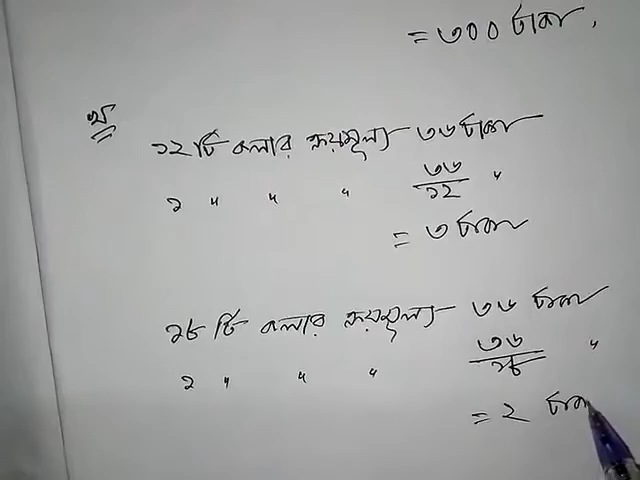 = ৩০০ টাকা,
খ
১২ টি কলার ক্রয়মূল্য ৩৬ টাকা
১ " " " ৩৬/১২ "
= ৩ টাকা
১৮ টি কলার ক্রয়মূল্য ৩৬ টাকা
১ " " " ৩৬/১৮ "
= ২ টাকা